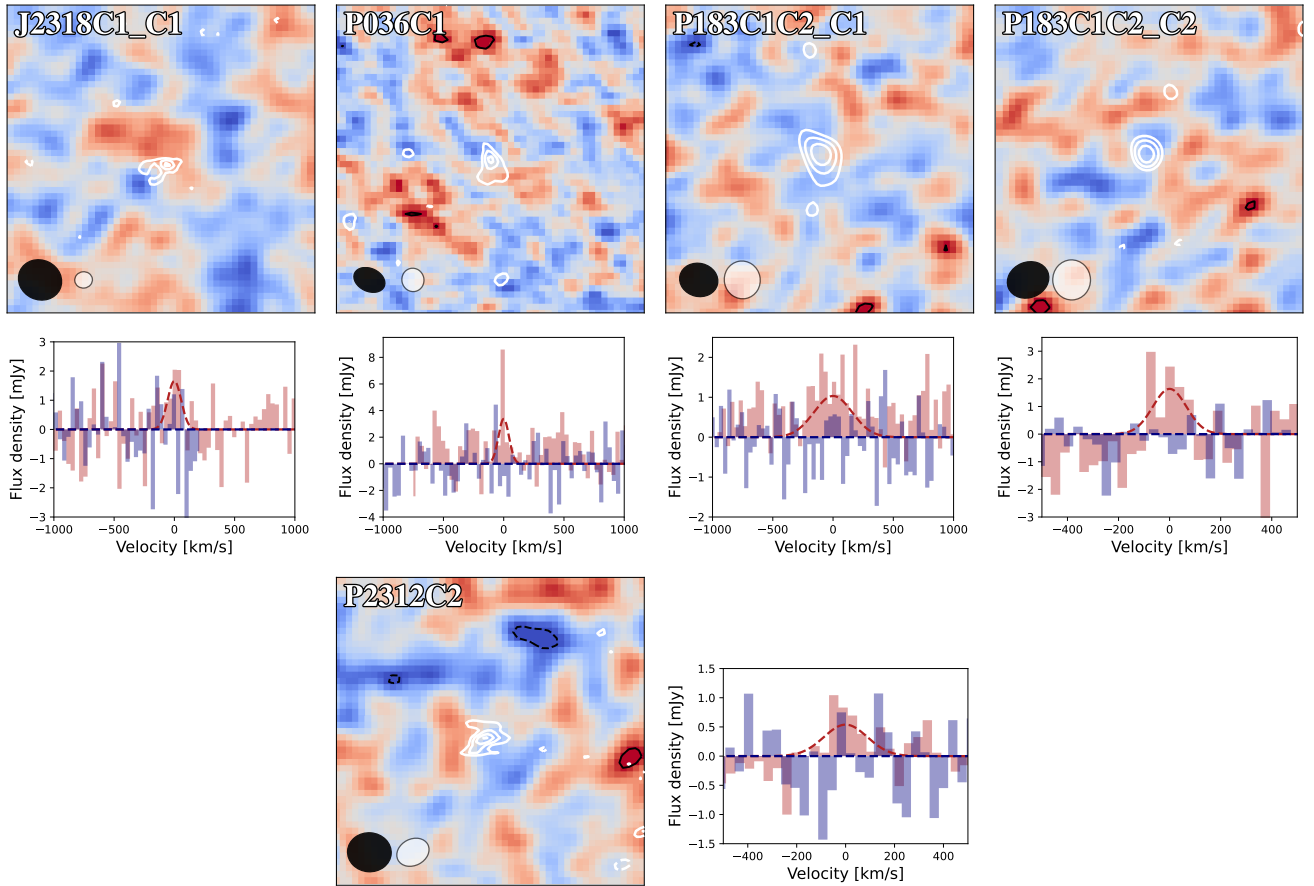 J2318C1_C1
P036C1
P183C1C2_C1
P183C1C2_C2
Flux density [mJy]
3
2
1
0
−1
−2
−3
−1000 −500 0 500 1000
Velocity [km/s]
Flux density [mJy]
8
6
4
2
0
−2
−4
−1000 −500 0 500 1000
Velocity [km/s]
Flux density [mJy]
2
1
0
−1
−2
−1000 −500 0 500 1000
Velocity [km/s]
Flux density [mJy]
3
2
1
0
−1
−2
−3
−400 −200 0 200 400
Velocity [km/s]
P2312C2
Flux density [mJy]
1.5
1.0
0.5
0.0
−0.5
−1.0
−1.5
−400 −200 0 200 400
Velocity [km/s]